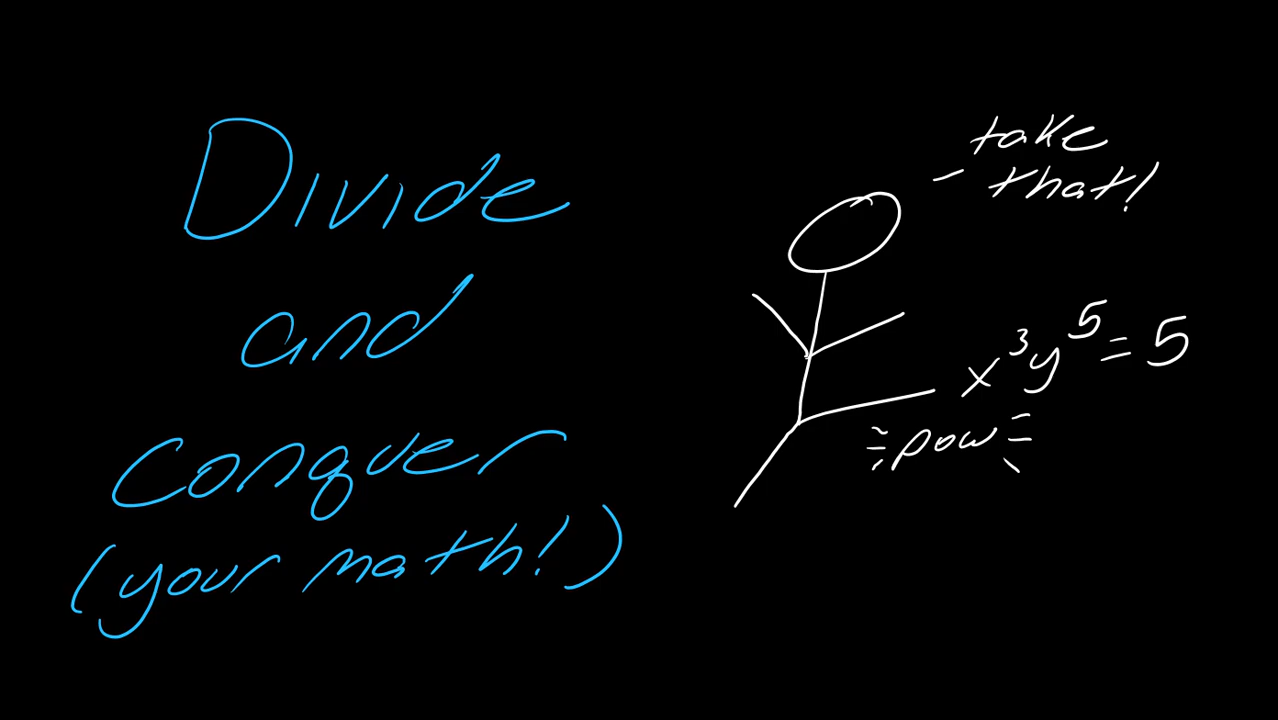 Divide
and
Conquer
(your math!)
take
- that!
x³y⁵=5
pow